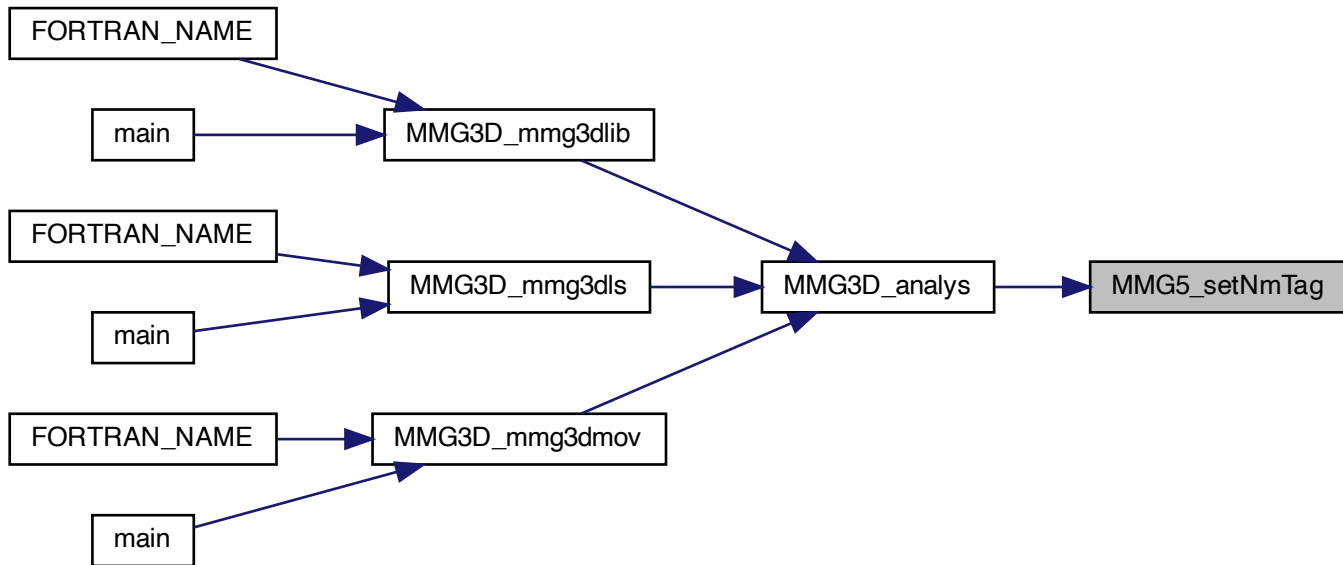 FORTRAN_NAME
main
MMG3D_mmg3dlib
FORTRAN_NAME
main
MMG3D_mmg3dls
MMG3D_analys
MMG5_setNmTag
FORTRAN_NAME
MMG3D_mmg3dmov
main